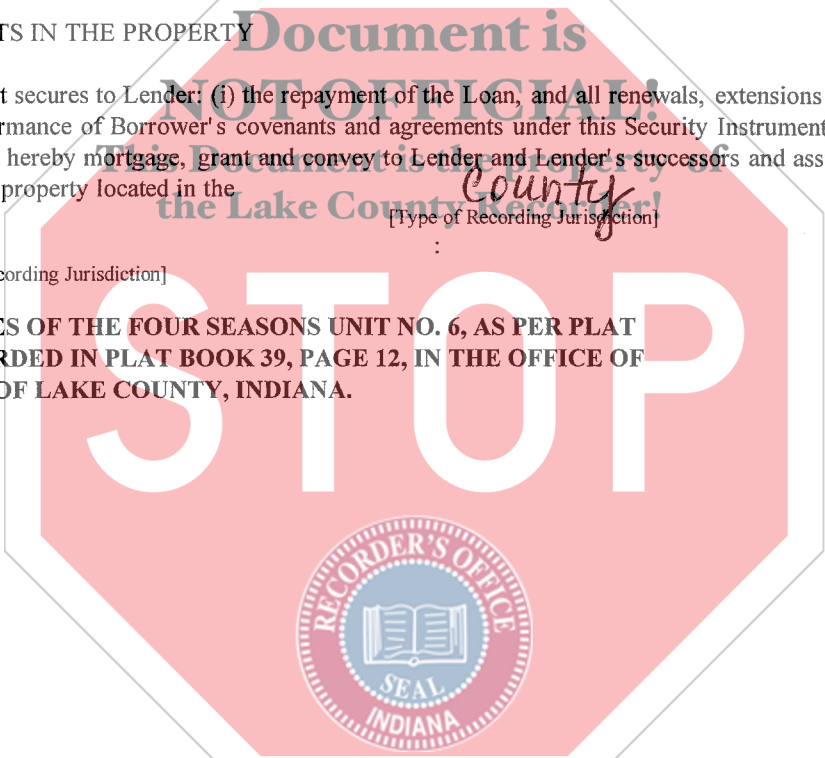 TS IN THE PROPERTY
Document is
NOT OFFICIAL!
t secures to Lender: (i) the repayment of the Loan, and all renewals, extensions
rmance of Borrower's covenants and agreements under this Security Instrument
hereby mortgage, grant and convey to Lender and Lender's successors and ass
This Document is the property of
property located in the
County
the Lake County Recorder!
[Type of Recording Jurisdiction]
:
cording Jurisdiction]
ES OF THE FOUR SEASONS UNIT NO. 6, AS PER PLAT
RDED IN PLAT BOOK 39, PAGE 12, IN THE OFFICE OF
OF LAKE COUNTY, INDIANA.
STOP
RECORDER'S OFFICE
SEAL
INDIANA